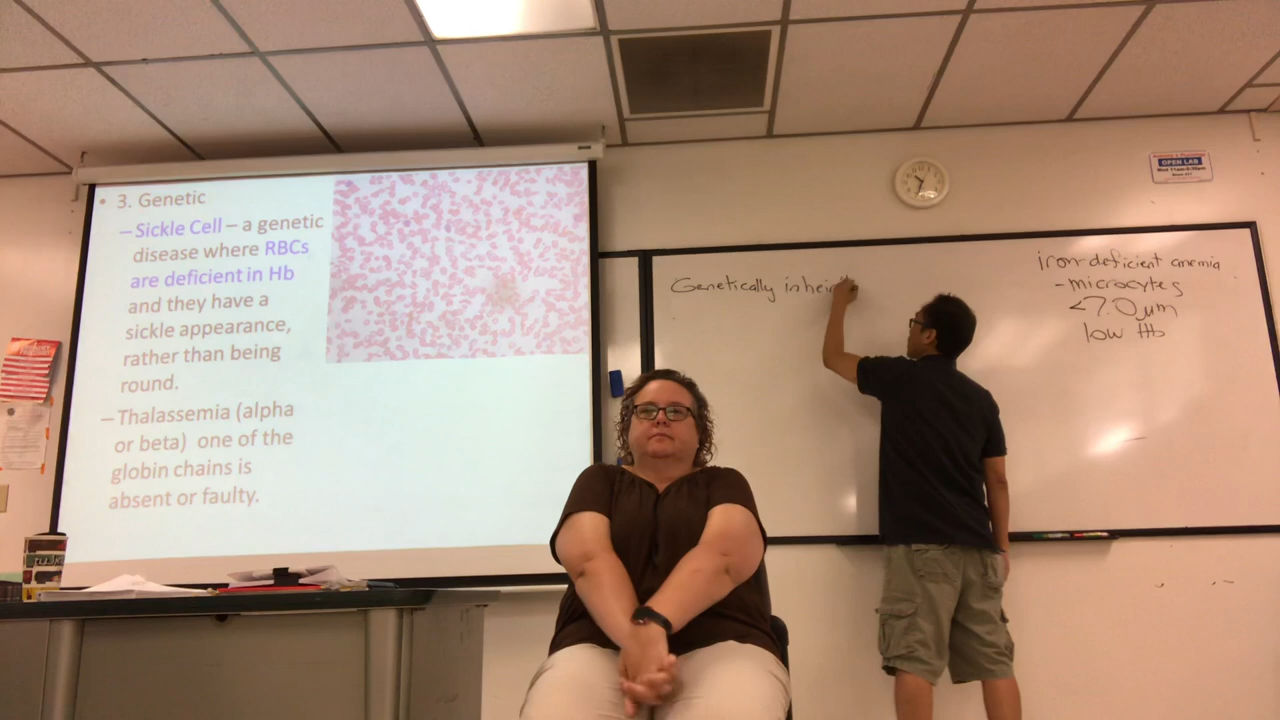 • 3. Genetic
– Sickle Cell – a genetic
disease where RBCs
are deficient in Hb
and they have a
sickle appearance,
rather than being
round.
– Thalassemia (alpha
or beta) one of the
globin chains is
absent or faulty.
Genetically inheri
iron-deficient anemia
- microcytes
<7.0 µm
low Hb
OPEN LAB